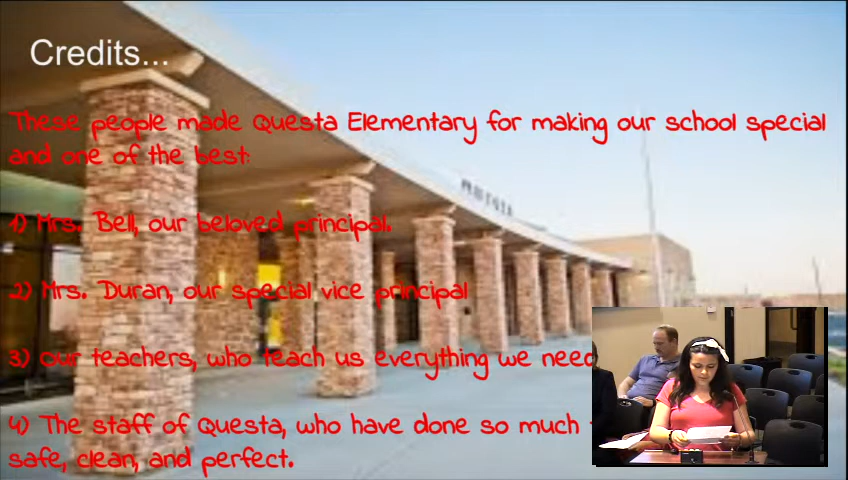 Credits...
These people made Questa Elementary for making our school special
and one of the best:
1) Mrs. Bell, our beloved principal.
2) Mrs. Duran, our special vice principal
3) Our teachers, who teach us everything we need
4) The staff of Questa, who have done so much
safe, clean, and perfect.